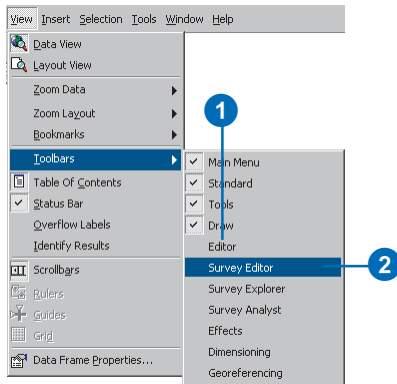 View Insert Selection Tools Window Help
Data View
Layout View
Zoom Data
Zoom Layout
Bookmarks
Toolbars
Table Of Contents
Status Bar
Overflow Labels
Identify Results
Scrollbars
Rulers
Guides
Grid
Data Frame Properties...
1
Main Menu
Standard
Tools
Draw
Editor
Survey Editor
2
Survey Explorer
Survey Analyst
Effects
Dimensioning
Georeferencing